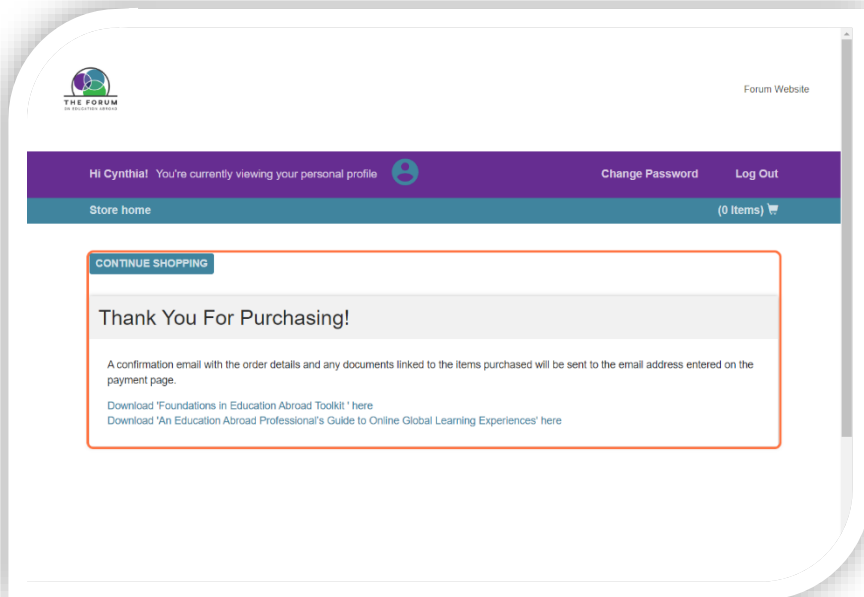 THE FORUM
ON EDUCATION ABROAD
Forum Website
Hi Cynthia! You're currently viewing your personal profile
Change Password
Log Out
Store home
(0 Items)
CONTINUE SHOPPING
Thank You For Purchasing!
A confirmation email with the order details and any documents linked to the items purchased will be sent to the email address entered on the
payment page.
Download 'Foundations in Education Abroad Toolkit ' here
Download 'An Education Abroad Professional's Guide to Online Global Learning Experiences' here